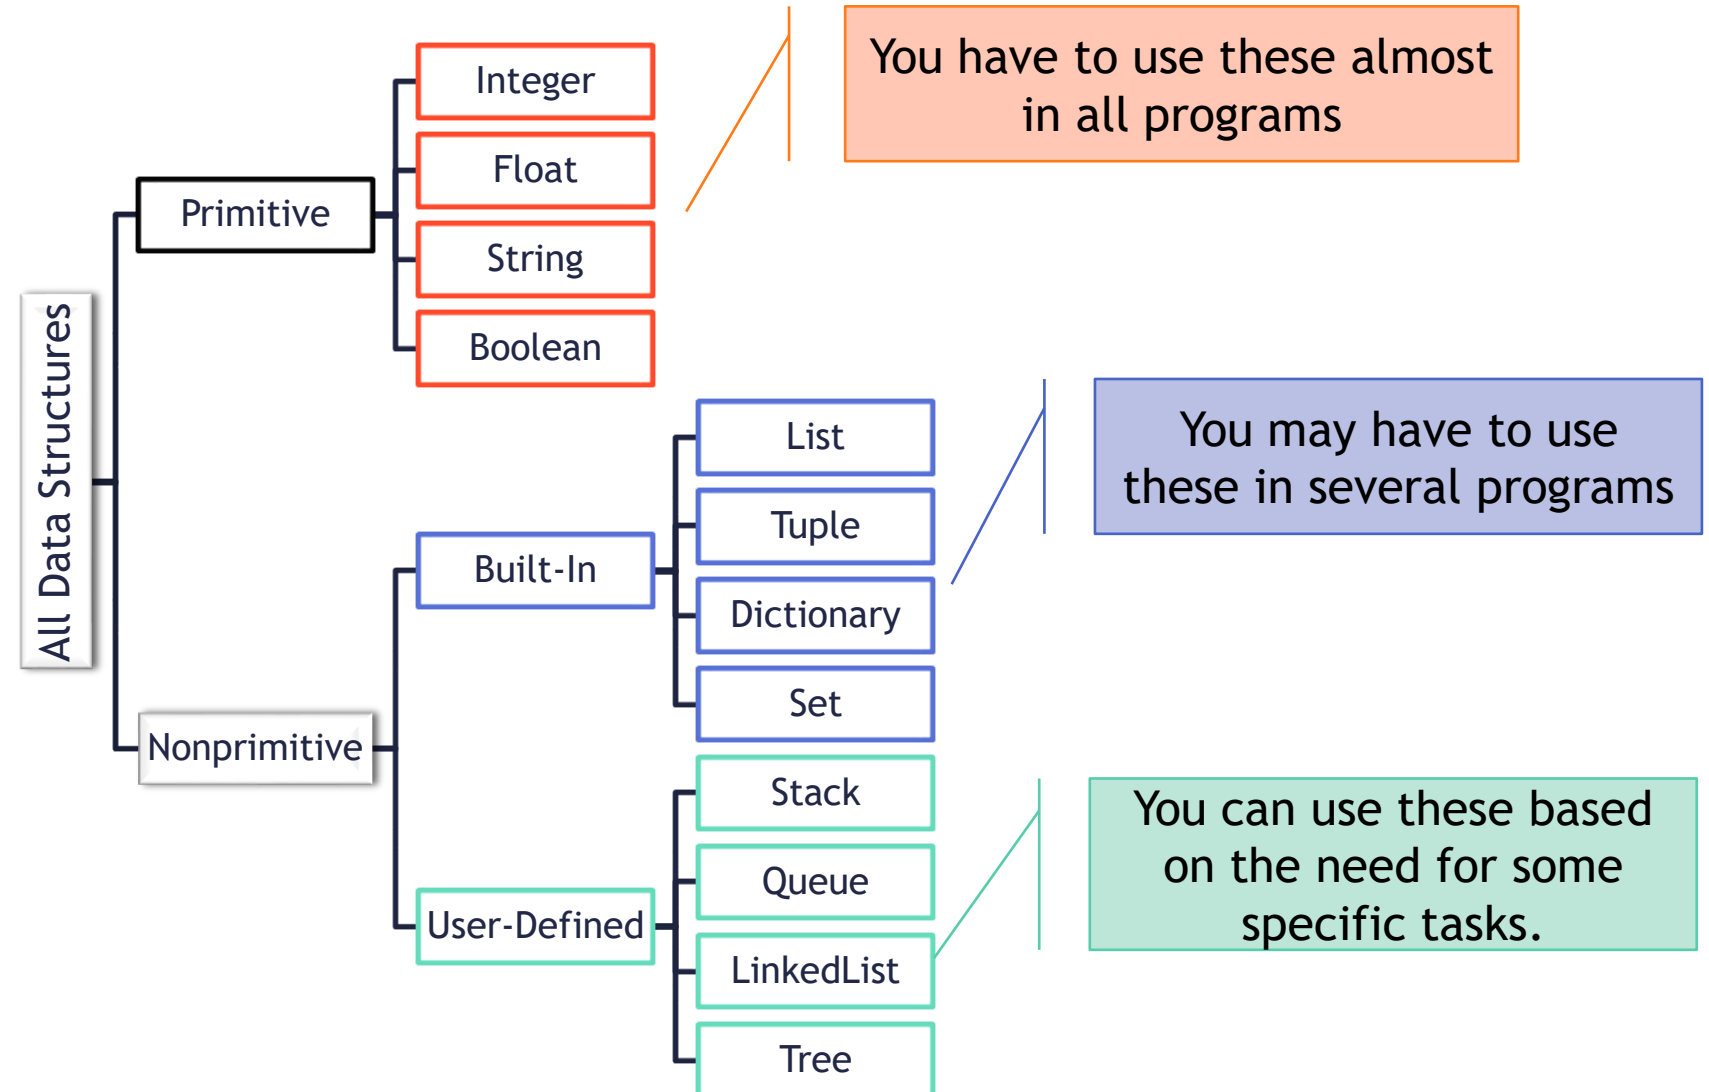 All Data Structures
Primitive
Integer
Float
String
Boolean
You have to use these almost
in all programs
Nonprimitive
Built-In
List
Tuple
Dictionary
Set
You may have to use
these in several programs
User-Defined
Stack
Queue
LinkedList
Tree
You can use these based
on the need for some
specific tasks.